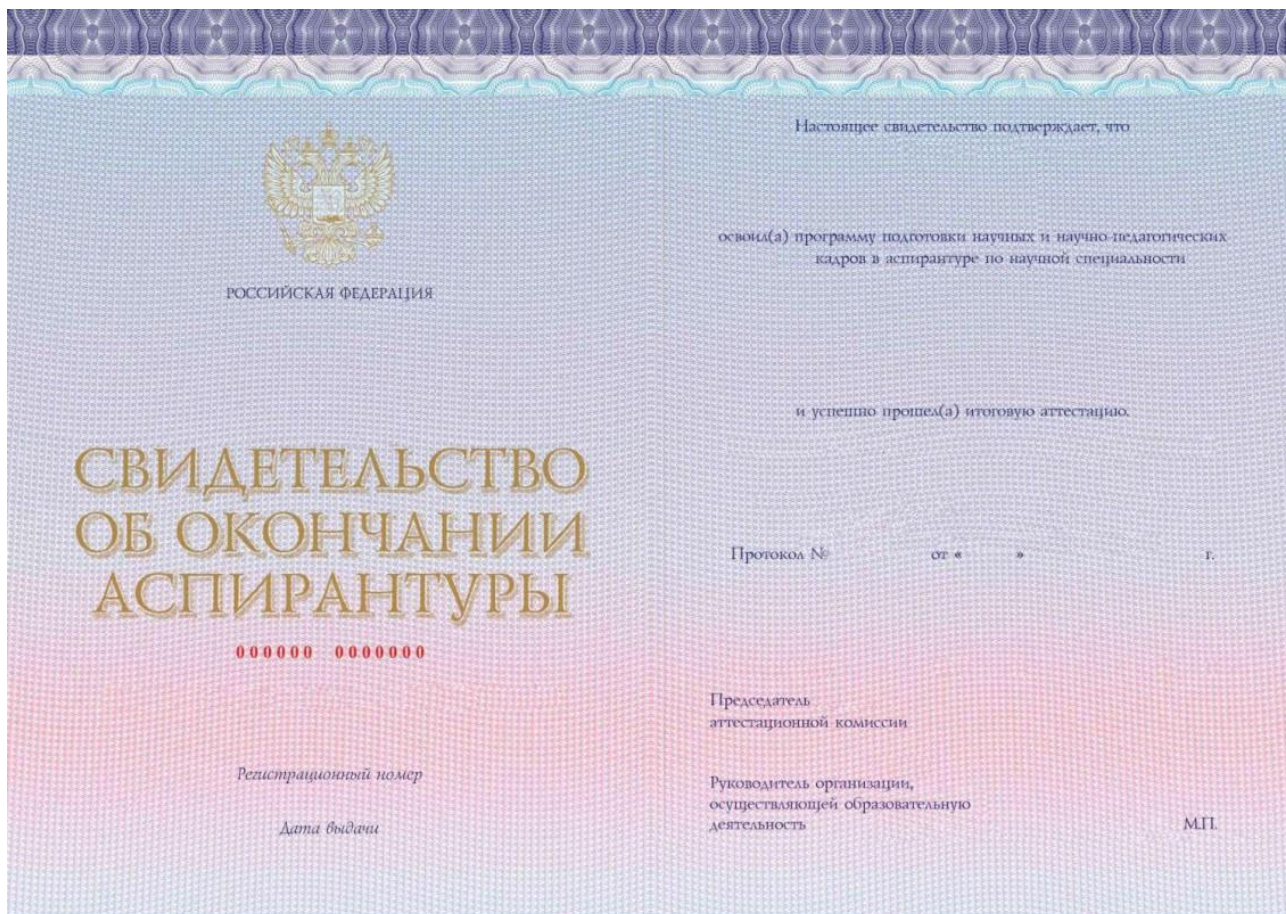 РОССИЙСКАЯ ФЕДЕРАЦИЯ
СВИДЕТЕЛЬСТВО
ОБ ОКОНЧАНИИ
АСПИРАНТУРЫ
000000 0000000
Регистрационный номер
Дата выдачи
Настоящее свидетельство подтверждает, что
освоил(а) программу подготовки научных и научно-педагогических
кадров в аспирантуре по научной специальности
и успешно прошел(а) итоговую аттестацию.
Протокол № от « » г.
Председатель
аттестационной комиссии
Руководитель организации,
осуществляющей образовательную
деятельность М.П.